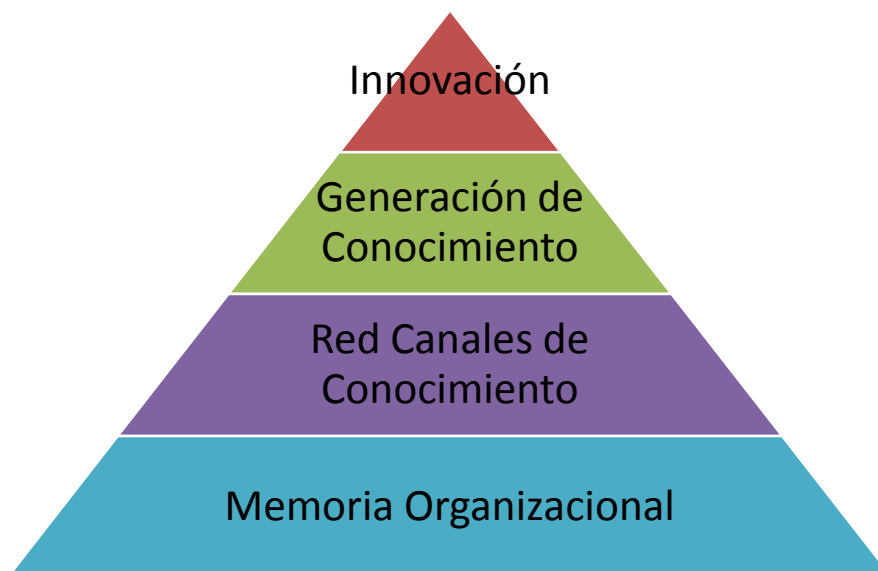 Innovación
Generación de
Conocimiento
Red Canales de
Conocimiento
Memoria Organizacional